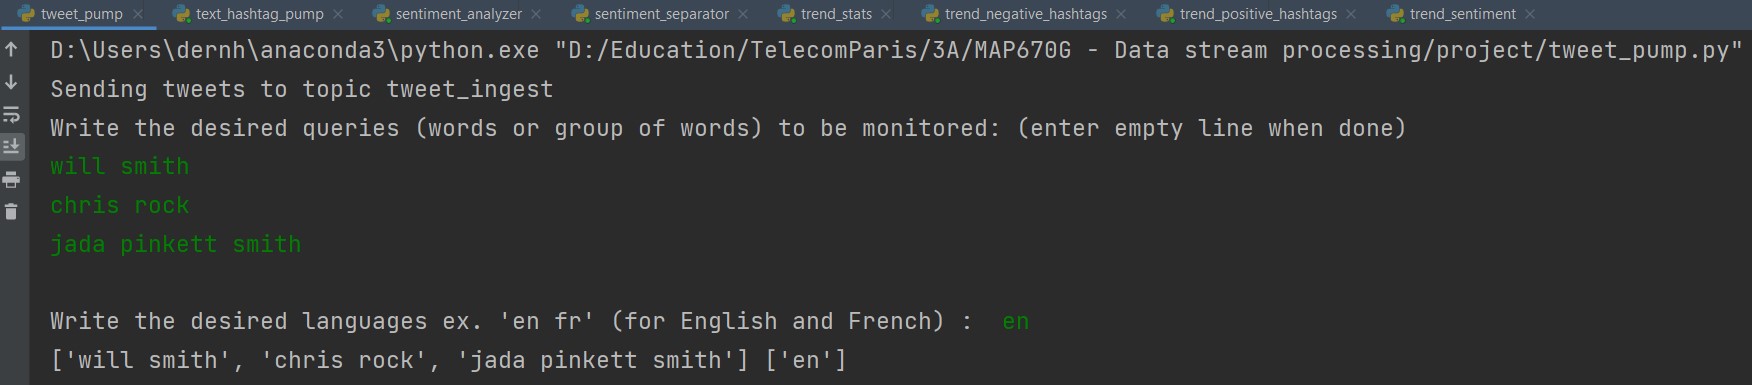 tweet_pump text_hashtag_pump sentiment_analyzer sentiment_separator trend_stats trend_negative_hashtags trend_positive_hashtags trend_sentiment
D:\Users\dernh\anaconda3\python.exe "D:/Education/TelecomParis/3A/MAP670G - Data stream processing/project/tweet_pump.py"
Sending tweets to topic tweet_ingest
Write the desired queries (words or group of words) to be monitored: (enter empty line when done)
will smith
chris rock
jada pinkett smith
Write the desired languages ex. 'en fr' (for English and French) :  en
['will smith', 'chris rock', 'jada pinkett smith'] ['en']